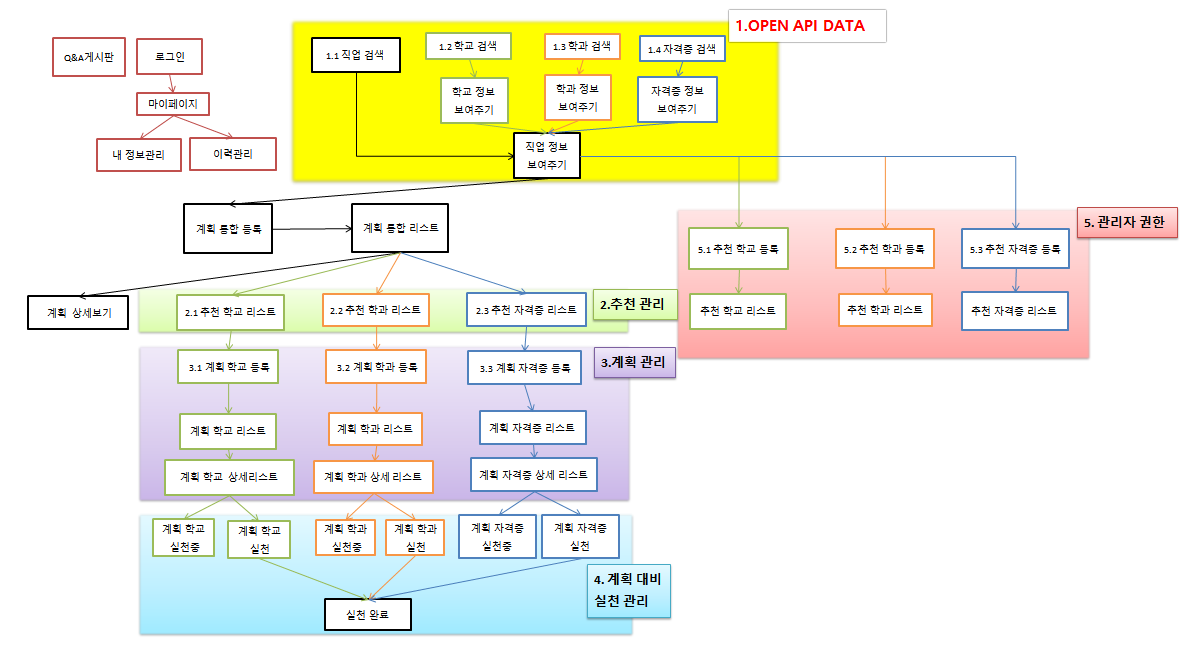 1.OPEN API DATA
Q&A게시판
로그인
마이페이지
내 정보관리
이력관리
1.1 직업 검색
1.2 학교 검색
1.3 학과 검색
1.4 자격증 검색
학교 정보
보여주기
학과 정보
보여주기
자격증 정보
보여주기
직업 정보
보여주기
계획 통합 등록
계획 통합 리스트
5. 관리자 권한
5.1 추천 학교 등록
5.2 추천 학과 등록
5.3 추천 자격증 등록
추천 학교 리스트
추천 학과 리스트
추천 자격증 리스트
계획 상세보기
2.1 추천 학교 리스트
2.2 추천 학과 리스트
2.3 추천 자격증 리스트
2.추천 관리
3.1 계획 학교 등록
3.2 계획 학과 등록
3.3 계획 자격증 등록
3.계획 관리
계획 학교 리스트
계획 학과 리스트
계획 자격증 리스트
계획 학교 상세리스트
계획 학과 상세 리스트
계획 자격증 상세 리스트
계획 학교
실천중
계획 학교
실천
계획 학과
실천중
계획 학과
실천
계획 자격증
실천중
계획 자격증
실천
4. 계획 대비
실천 관리
실천 완료